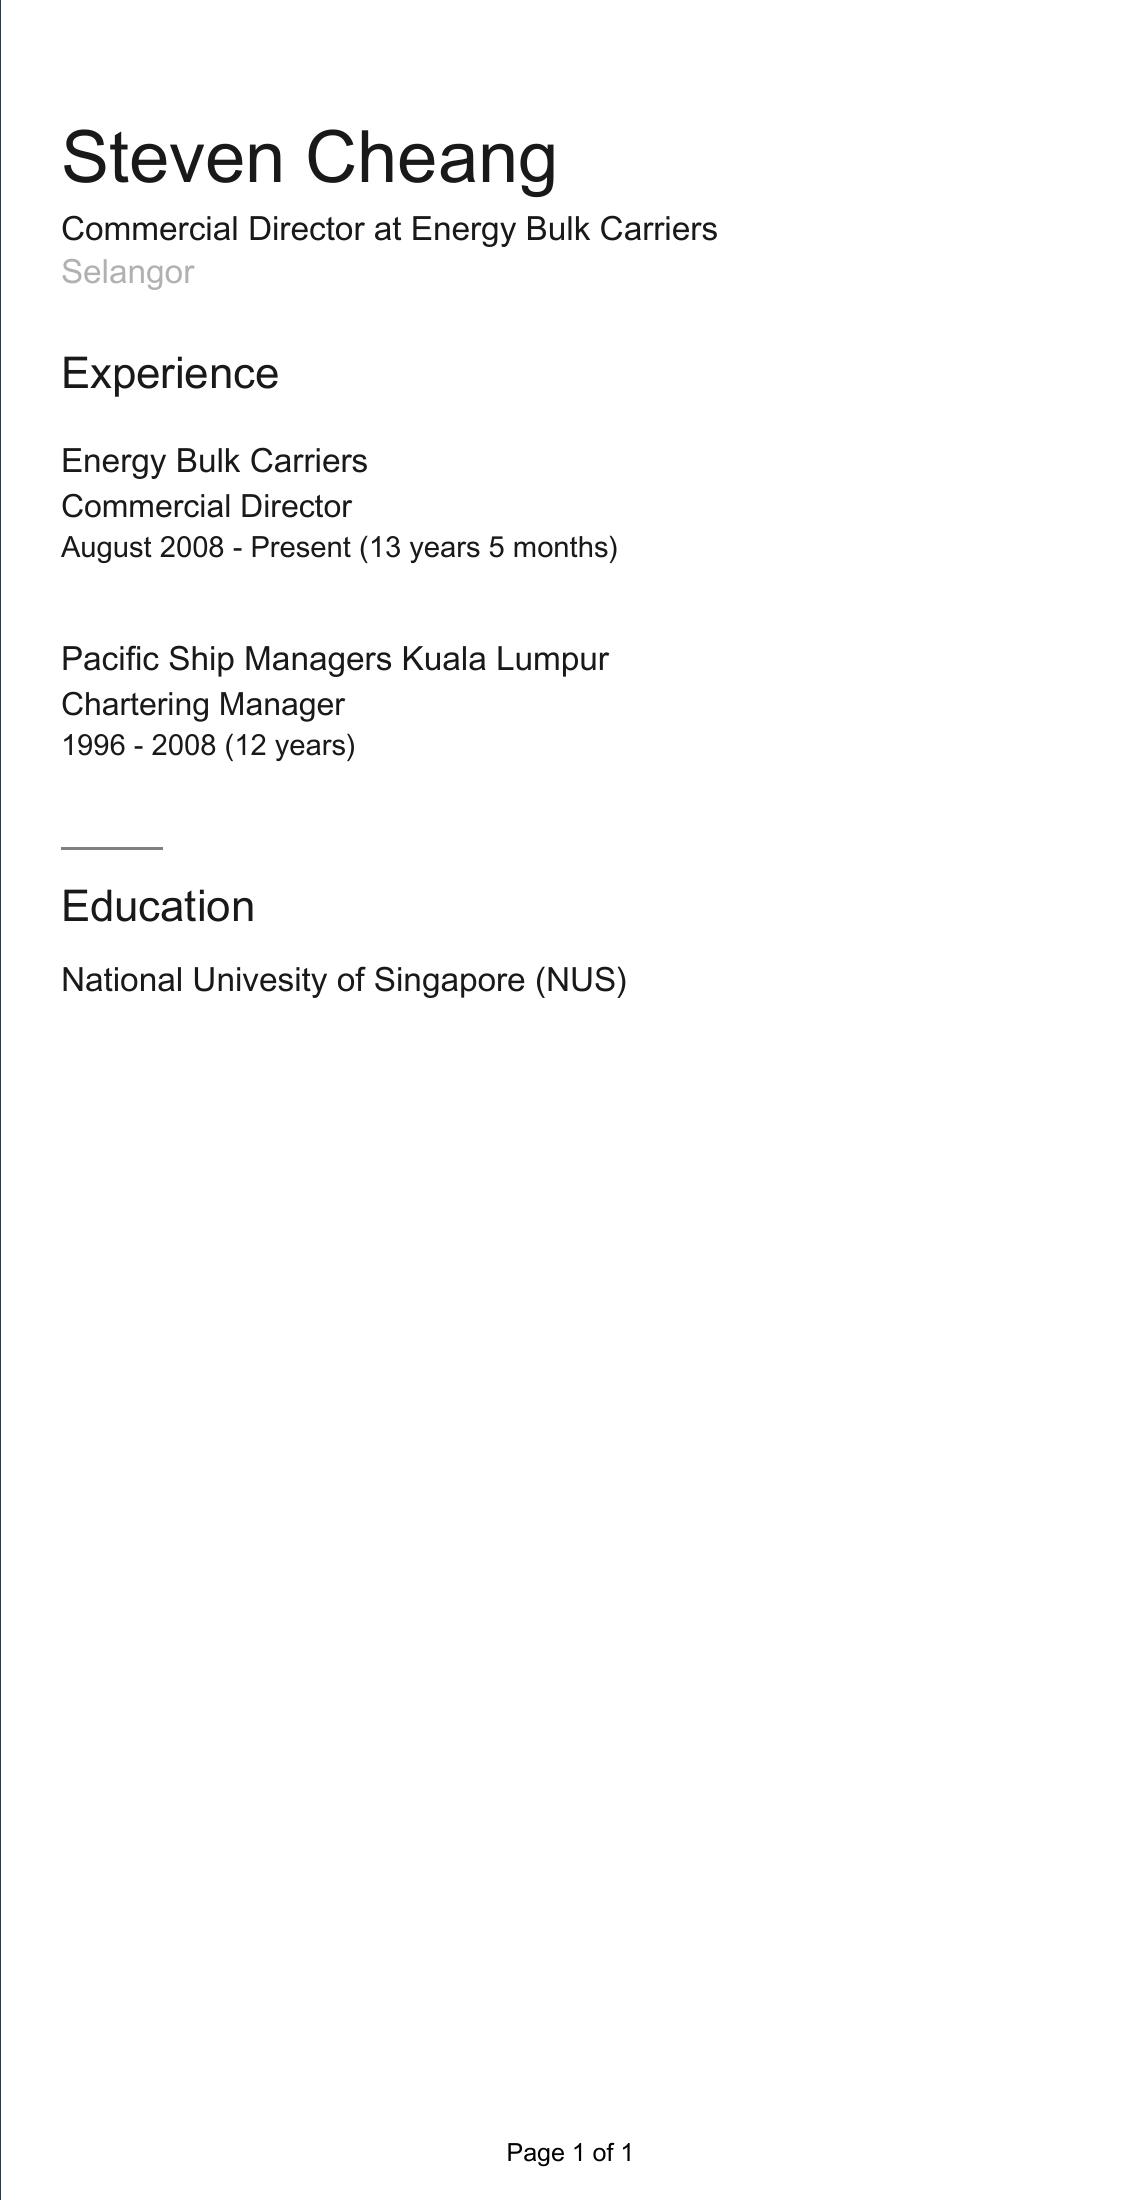 Steven Cheang
Commercial Director at Energy Bulk Carriers
Selangor
Experience
Energy Bulk Carriers
Commercial Director
August 2008 - Present (13 years 5 months)
Pacific Ship Managers Kuala Lumpur
Chartering Manager
1996 - 2008 (12 years)
Education
National Univesity of Singapore (NUS)
Page 1 of 1